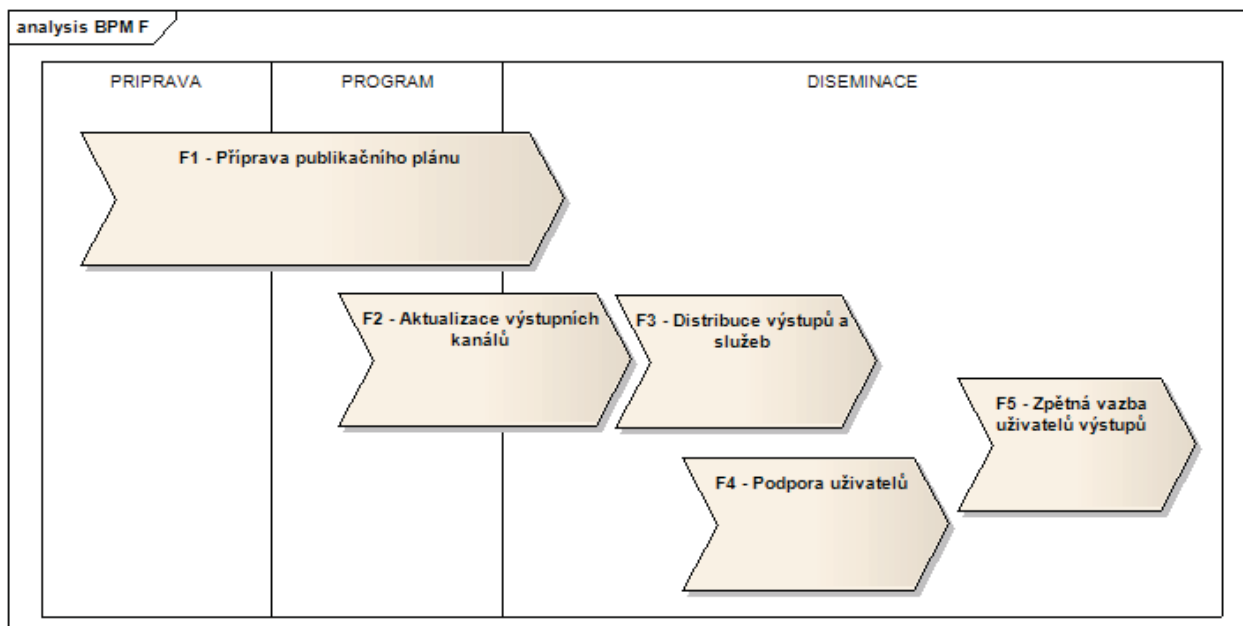 analysis BPM F
PRIPRAVA
PROGRAM
DISEMINACE
F1 - Příprava publikačního plánu
F2 - Aktualizace výstupních
kanálů
F3 - Distribuce výstupů a
služeb
F5 - Zpětná vazba
uživatelů výstupů
F4 - Podpora uživatelů